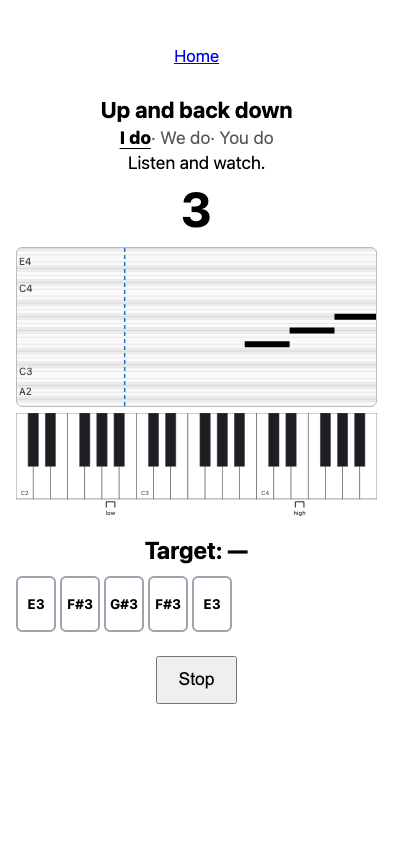 Home
Up and back down
I do· We do· You do
Listen and watch.
3
E4
C4
C3
A2
C2 C3 C4
low high
Target: —
E3 F#3 G#3 F#3 E3
Stop